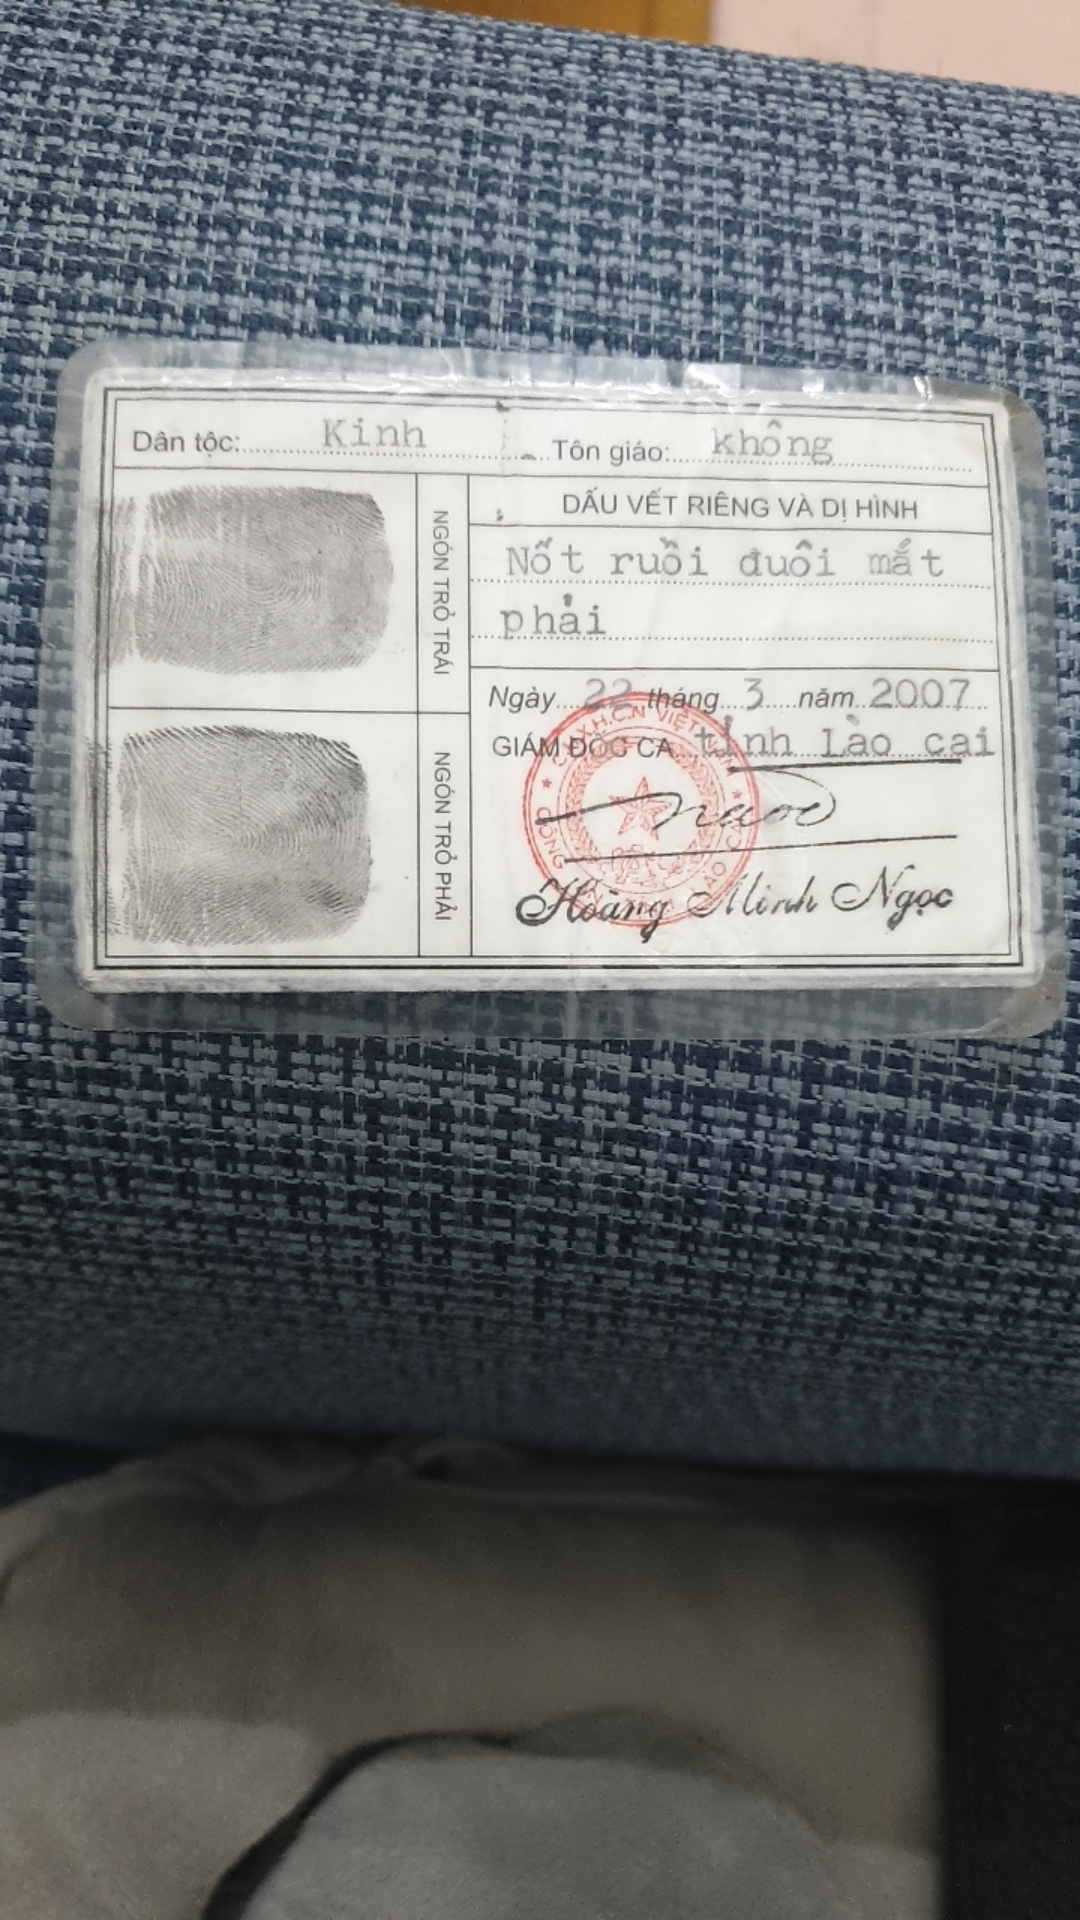 Dân tộc: Kinh Tôn giáo: không
NGÓN TRỎ TRÁI
NGÓN TRỎ PHẢI
DẤU VẾT RIÊNG VÀ DỊ HÌNH
Nốt ruồi đuôi mắt
phải
Ngày 22 tháng 3 năm 2007
GIÁM ĐỐC CA tỉnh Lào cai
Hoàng Minh Ngọc